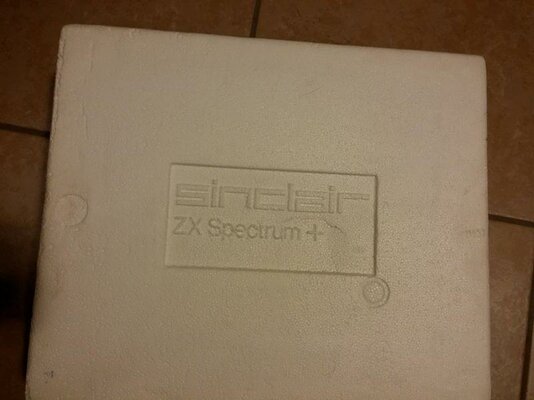 sinclair
ZX Spectrum +